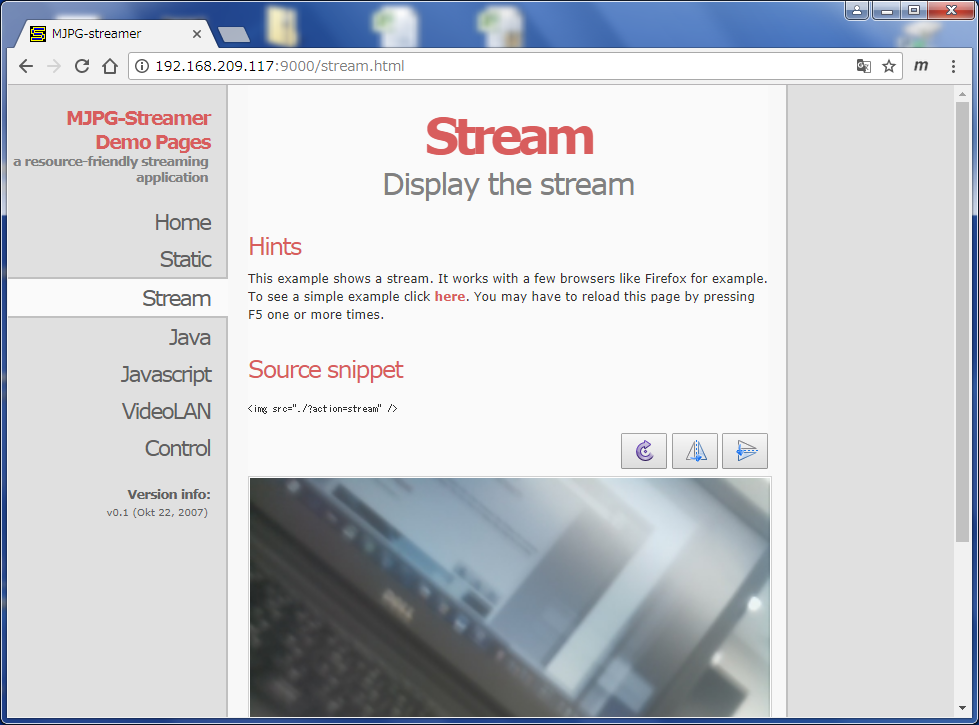 MJPG-streamer
192.168.209.117:9000/stream.html
m
MJPG-Streamer
Demo Pages
a resource-friendly streaming
application
Home
Static
Stream
Java
Javascript
VideoLAN
Control
Version info:
v0.1 (Okt 22, 2007)
Stream
Display the stream
Hints
This example shows a stream. It works with a few browsers like Firefox for example.
To see a simple example click here. You may have to reload this page by pressing
F5 one or more times.
Source snippet
<img src="./?action=stream" />
DELL